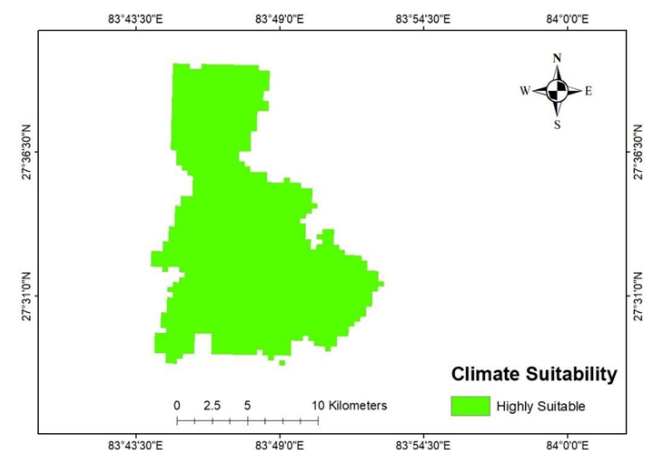 83°43'30"E 83°49'0"E 83°54'30"E 84°0'0"E
N
W E
S
27°36'30"N 27°36'30"N
27°31'0"N 27°31'0"N
Climate Suitability
Highly Suitable
0 2.5 5 10 Kilometers
83°43'30"E 83°49'0"E 83°54'30"E 84°0'0"E